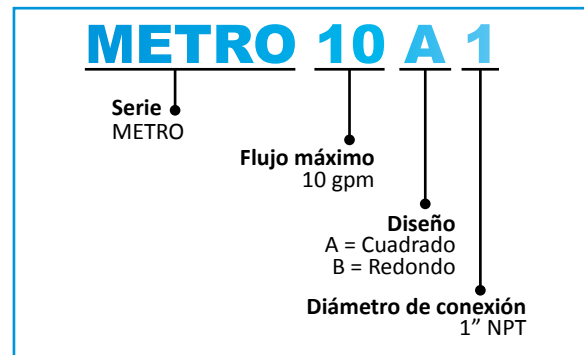 METRO 10 A 1
Serie
METRO
Flujo máximo
10 gpm
Diseño
A = Cuadrado
B = Redondo
Diámetro de conexión
1” NPT